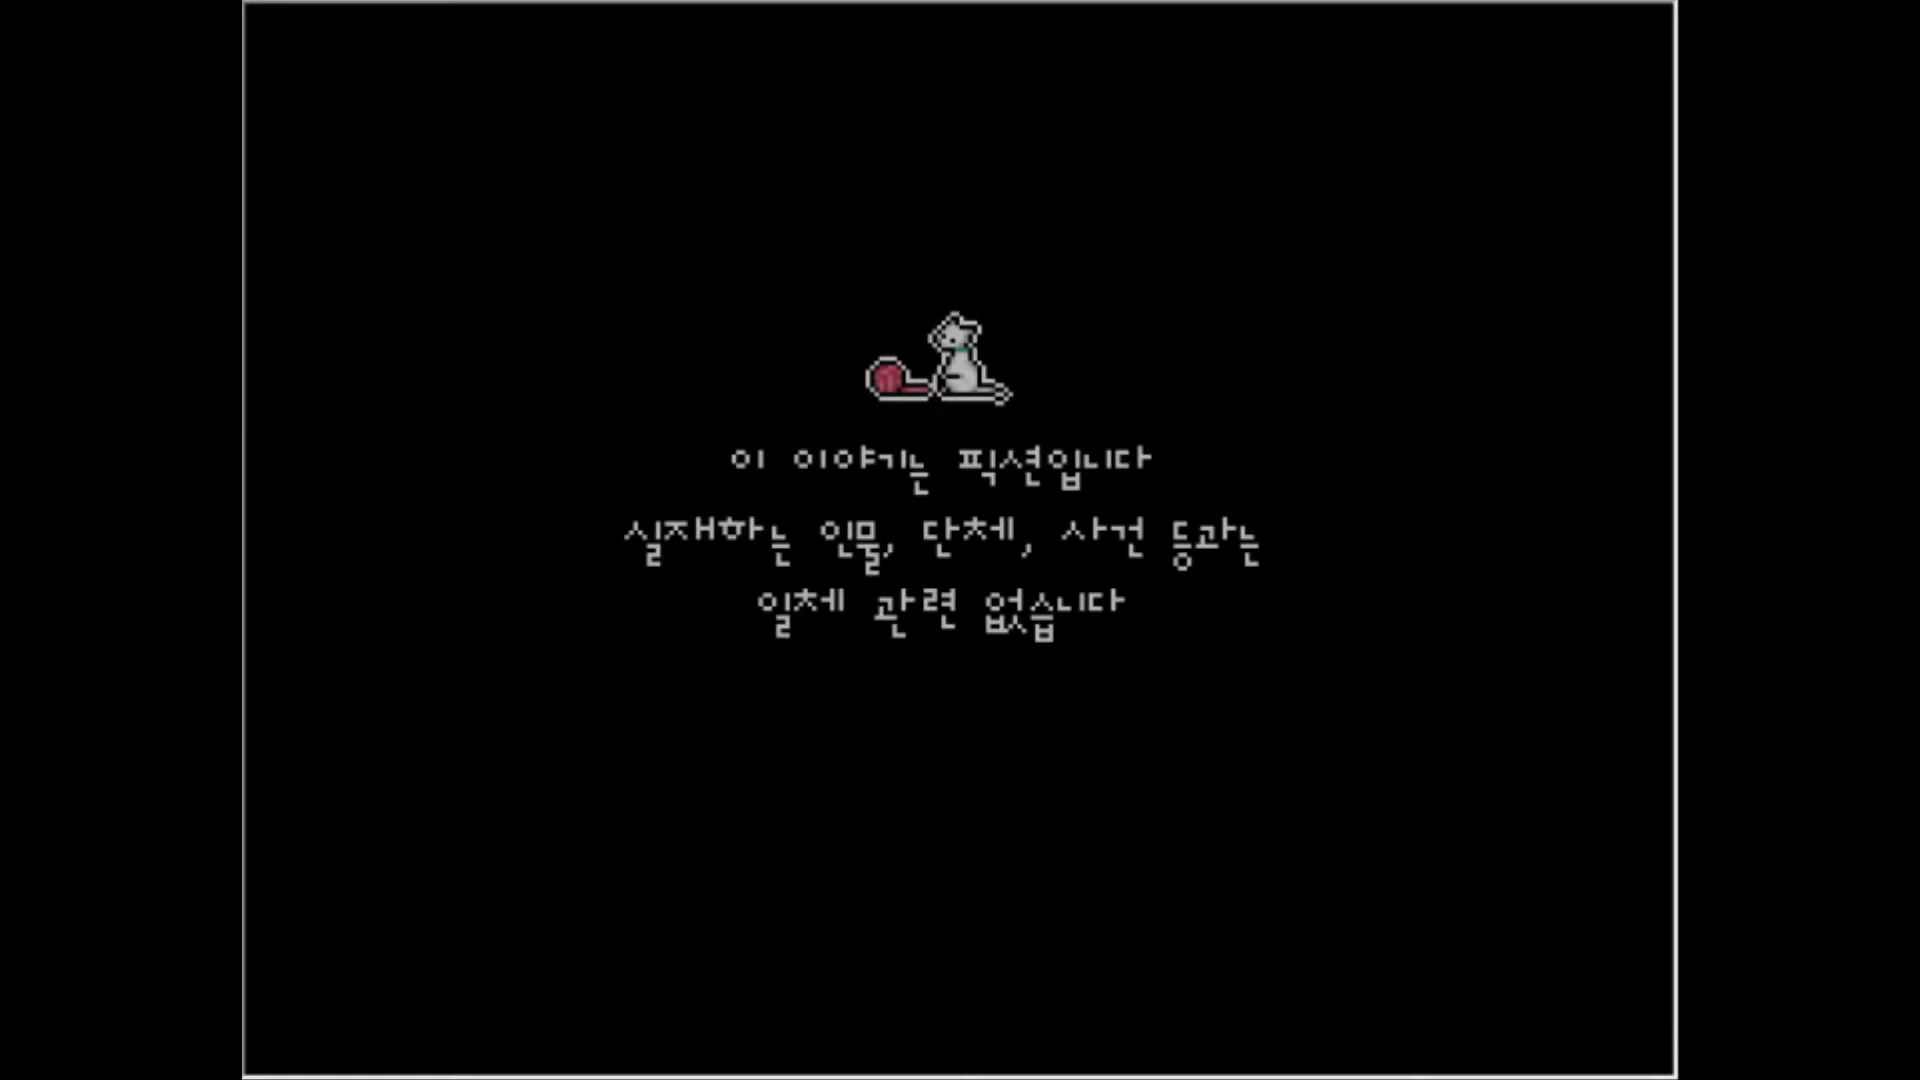 이 이야기는 픽션입니다
실재하는 인물, 단체, 사건 등과는
일체 관련 없습니다